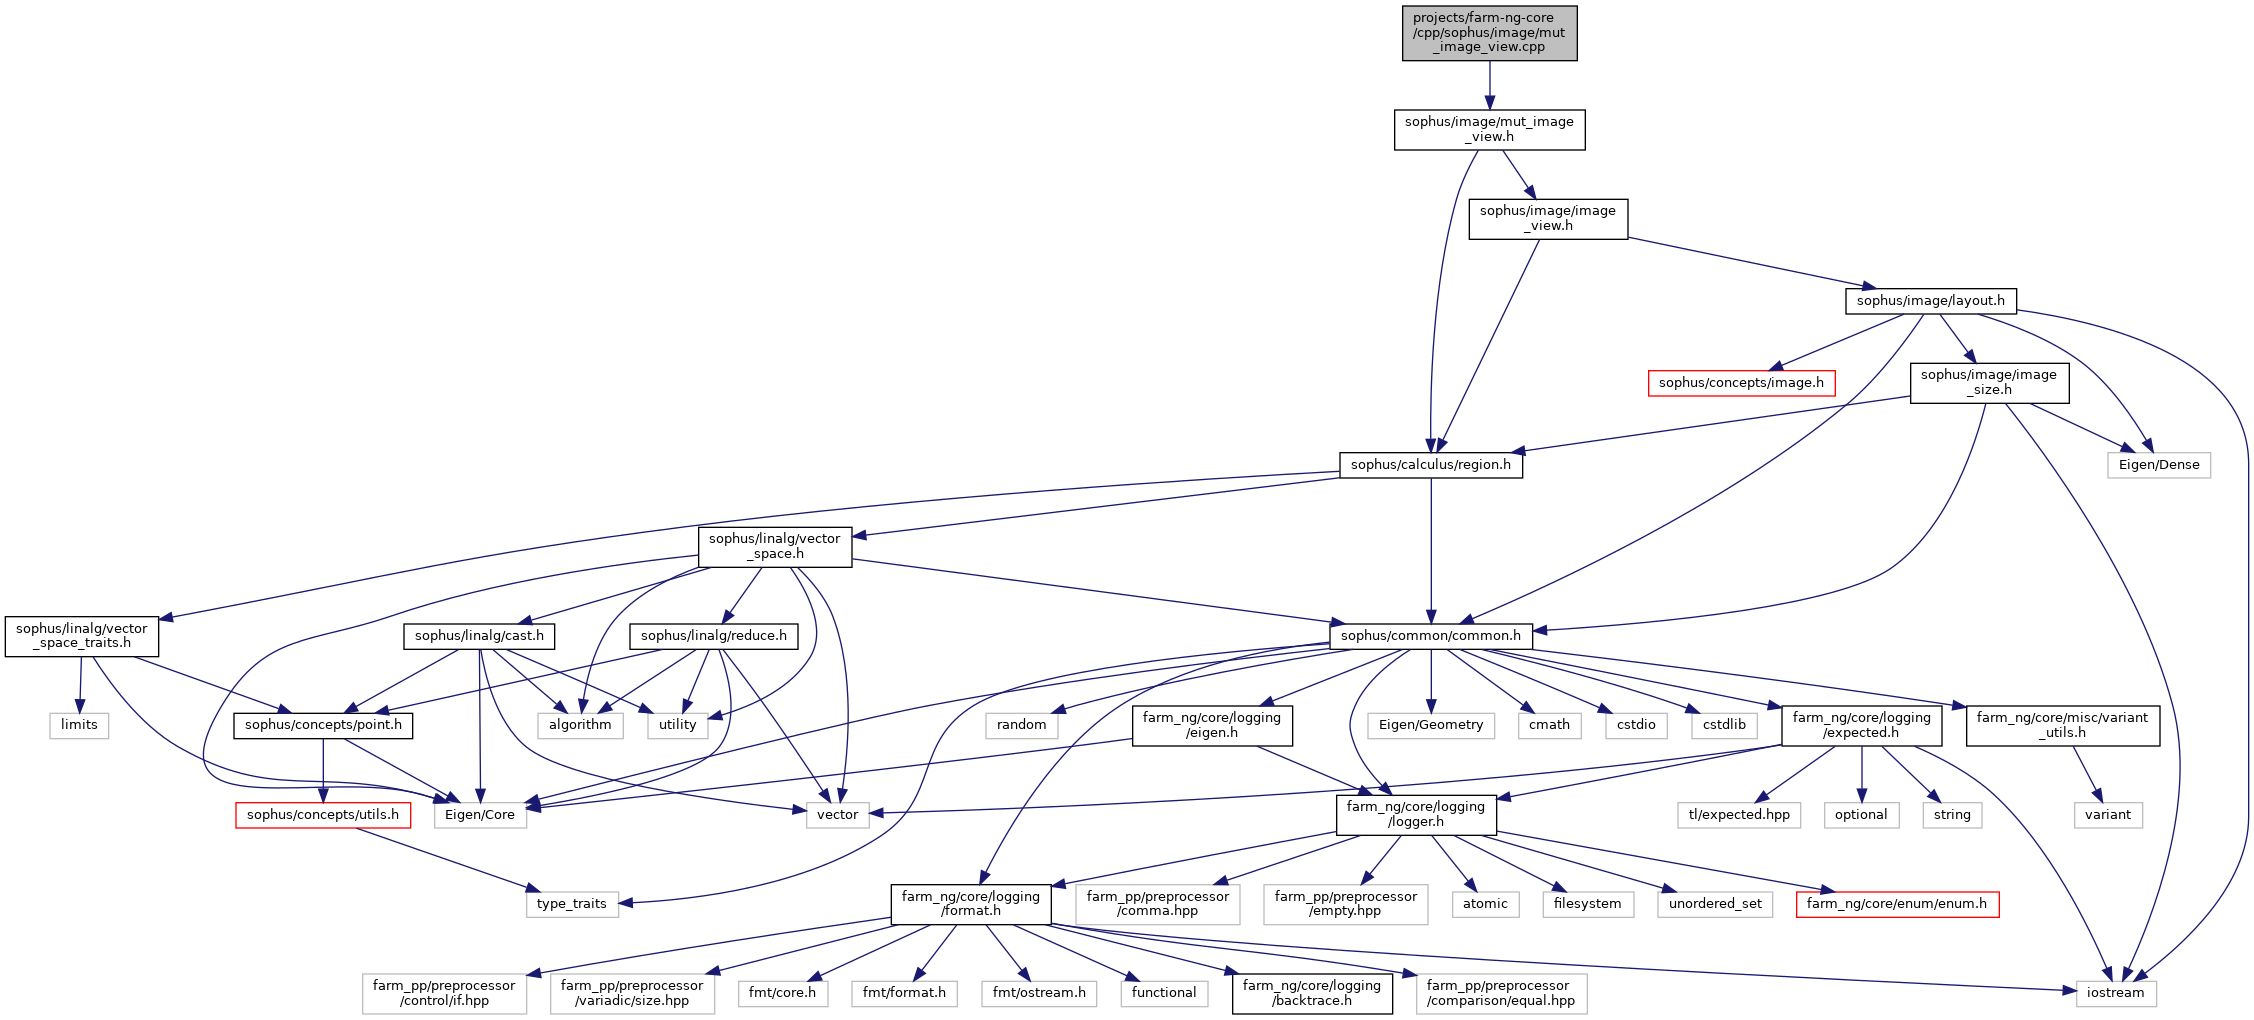 projects/farm-ng-core
/cpp/sophus/image/mut
_image_view.cpp
sophus/image/mut_image
_view.h
sophus/image/image
_view.h
sophus/image/layout.h
sophus/concepts/image.h
sophus/image/image
_size.h
sophus/calculus/region.h
Eigen/Dense
sophus/linalg/vector
_space.h
sophus/linalg/vector
_space_traits.h
sophus/linalg/cast.h
sophus/linalg/reduce.h
sophus/common/common.h
limits
sophus/concepts/point.h
algorithm
utility
random
farm_ng/core/logging
/eigen.h
Eigen/Geometry
cmath
cstdio
cstdlib
farm_ng/core/logging
/expected.h
farm_ng/core/misc/variant
_utils.h
sophus/concepts/utils.h
Eigen/Core
vector
farm_ng/core/logging
/logger.h
tl/expected.hpp
optional
string
variant
type_traits
farm_ng/core/logging
/format.h
farm_pp/preprocessor
/comma.hpp
farm_pp/preprocessor
/empty.hpp
atomic
filesystem
unordered_set
farm_ng/core/enum/enum.h
farm_pp/preprocessor
/control/if.hpp
farm_pp/preprocessor
/variadic/size.hpp
fmt/core.h
fmt/format.h
fmt/ostream.h
functional
farm_ng/core/logging
/backtrace.h
farm_pp/preprocessor
/comparison/equal.hpp
iostream